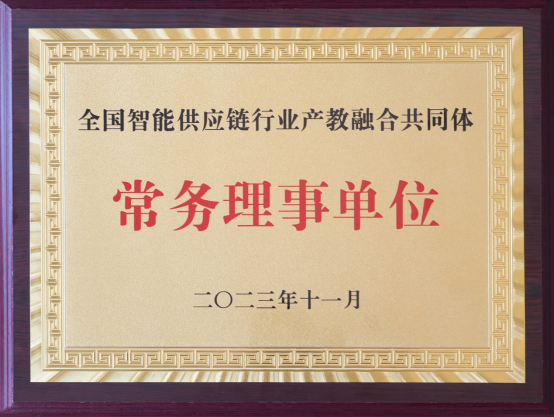 全国智能供应链行业产教融合共同体
常务理事单位
二〇二三年十一月